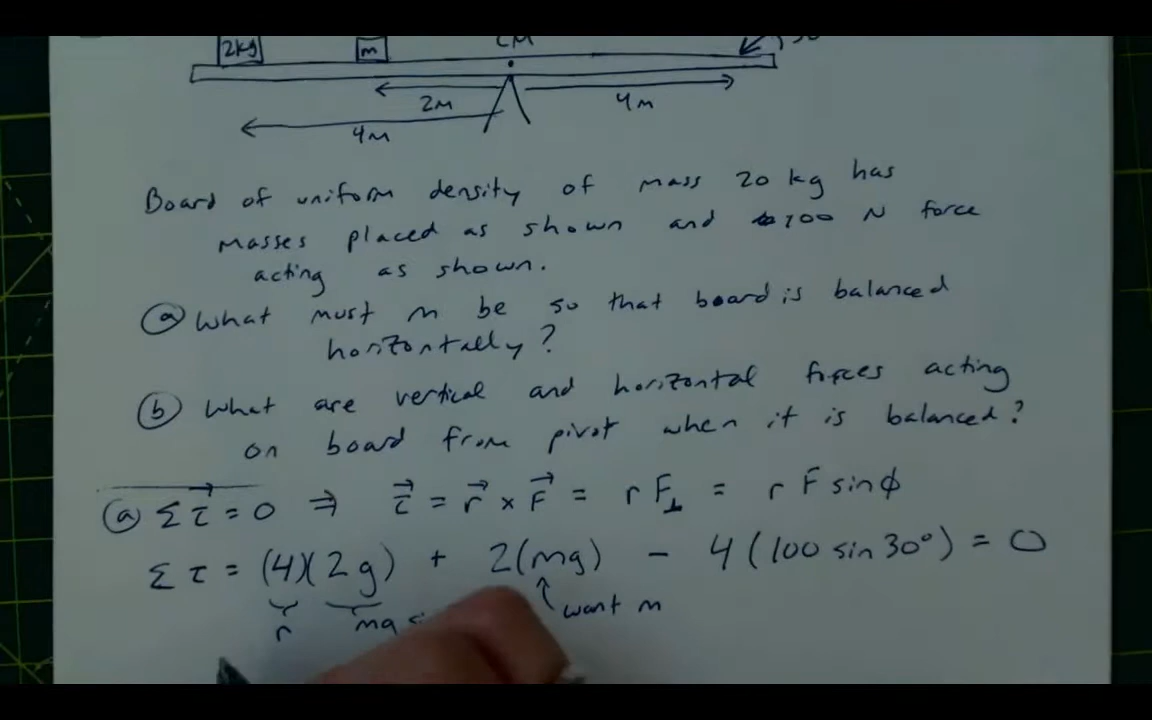 2kg m CM
2m 4m
4m
Board of uniform density of mass 20 kg has
masses placed as shown and 100 N force
acting as shown.
(a) What must m be so that board is balanced
horizontally?
(b) What are vertical and horizontal forces acting
on board from pivot when it is balanced?
(a) Σ τ⃗ = 0 ⇒ τ⃗ = r⃗ × F⃗ = r F⊥ = r F sin ϕ
Σ τ = (4)(2g) + 2(mg) - 4(100 sin 30°) = 0
r mg want m